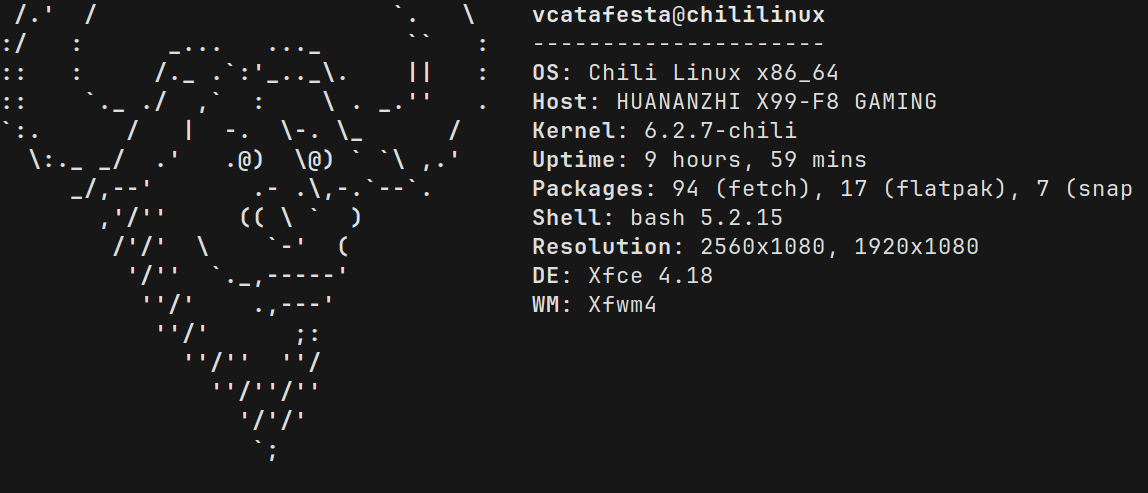 vcatafesta@chililinux
---------------------
OS: Chili Linux x86_64
Host: HUANANZHI X99-F8 GAMING
Kernel: 6.2.7-chili
Uptime: 9 hours, 59 mins
Packages: 94 (fetch), 17 (flatpak), 7 (snap
Shell: bash 5.2.15
Resolution: 2560x1080, 1920x1080
DE: Xfce 4.18
WM: Xfwm4